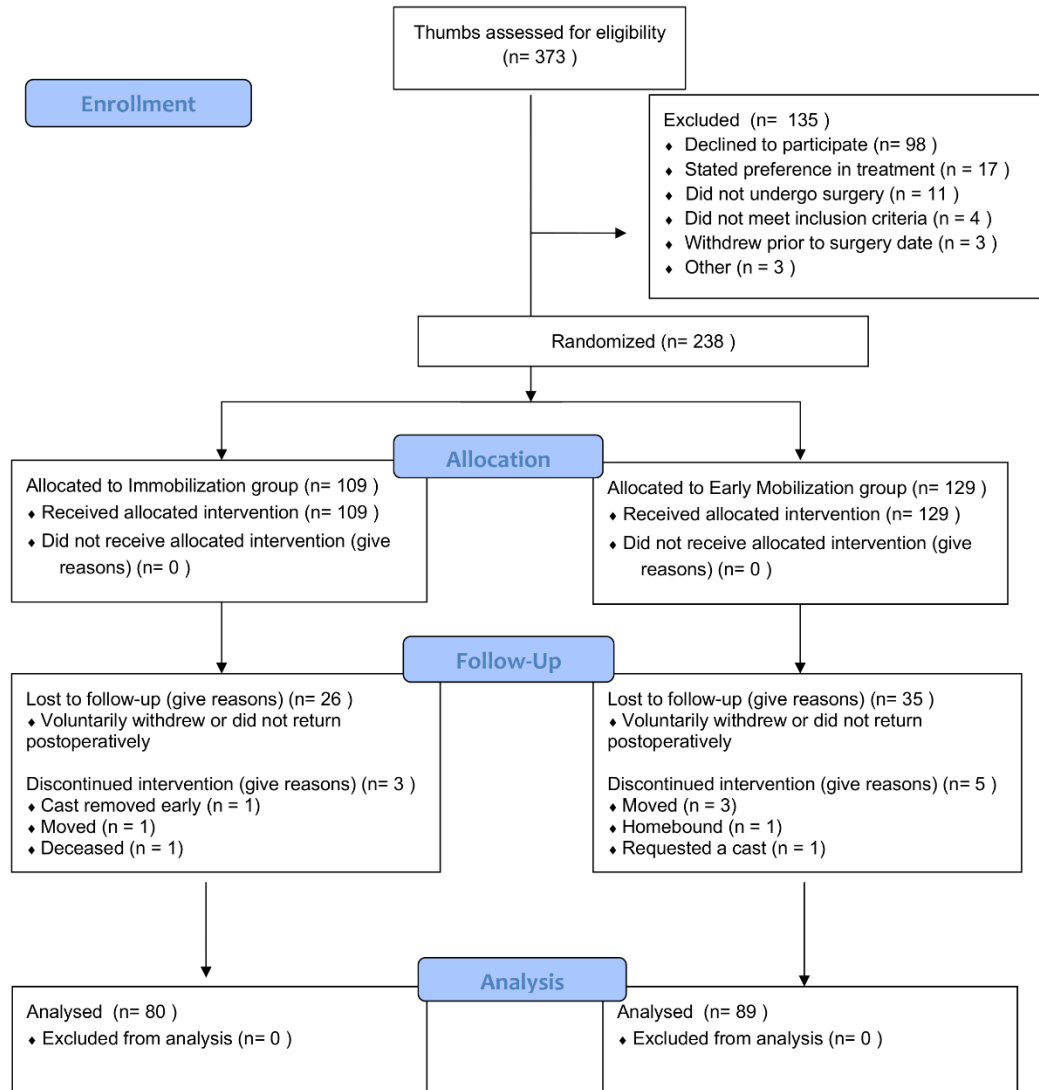 Thumbs assessed for eligibility
(n= 373 )
Enrollment
Excluded (n= 135 )
♦ Declined to participate (n= 98 )
♦ Stated preference in treatment (n = 17 )
♦ Did not undergo surgery (n = 11 )
♦ Did not meet inclusion criteria (n = 4 )
♦ Withdrew prior to surgery date (n = 3 )
♦ Other (n = 3 )
Randomized (n= 238 )
Allocation
Allocated to Immobilization group (n= 109 )
♦ Received allocated intervention (n= 109 )
♦ Did not receive allocated intervention (give
reasons) (n= 0 )
Allocated to Early Mobilization group (n= 129 )
♦ Received allocated intervention (n= 129 )
♦ Did not receive allocated intervention (give
reasons) (n= 0 )
Follow-Up
Lost to follow-up (give reasons) (n= 26 )
♦ Voluntarily withdrew or did not return
postoperatively
Discontinued intervention (give reasons) (n= 3 )
♦ Cast removed early (n = 1)
♦ Moved (n = 1)
♦ Deceased (n = 1)
Lost to follow-up (give reasons) (n= 35 )
♦ Voluntarily withdrew or did not return
postoperatively
Discontinued intervention (give reasons) (n= 5 )
♦ Moved (n = 3)
♦ Homebound (n = 1)
♦ Requested a cast (n = 1)
Analysis
Analysed (n= 80 )
♦ Excluded from analysis (n= 0 )
Analysed (n= 89 )
♦ Excluded from analysis (n= 0 )